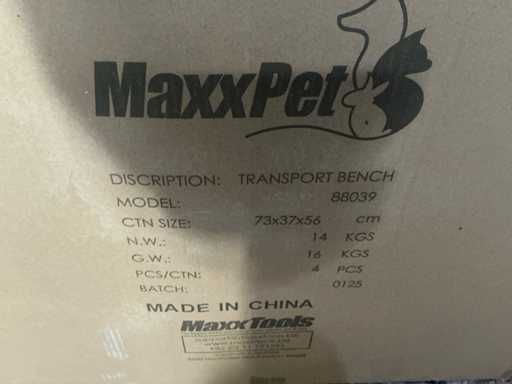 MaxxPet
DISCRIPTION: TRANSPORT BENCH
MODEL: 88039
CTN SIZE: 73x37x56 cm
N.W.: 14 KGS
G.W.: 16 KGS
PCS/CTN: 4 PCS
BATCH: 0125
MADE IN CHINA
MaxxTools